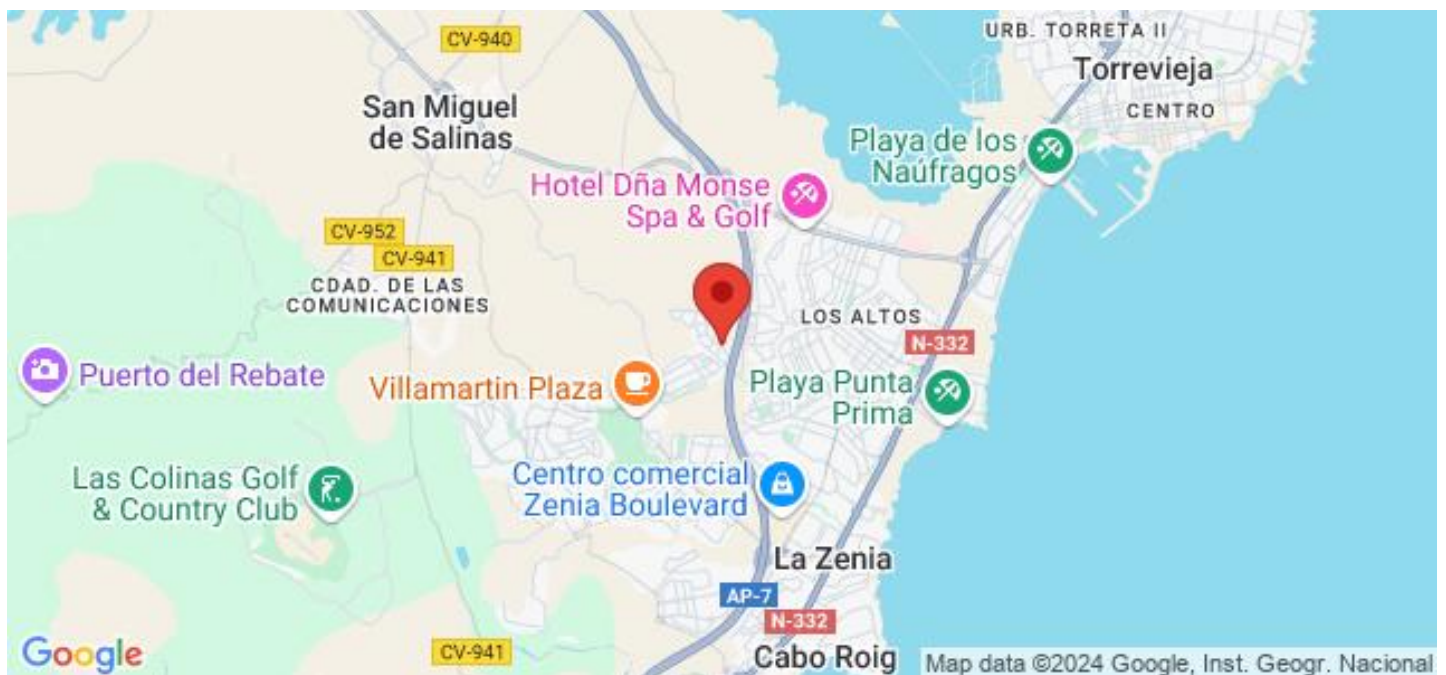 CV-940
URB. TORRETA II
Torrevieja
CENTRO
San Miguel
de Salinas
Playa de los
Naúfragos
Hotel Dña Monse
Spa & Golf
CV-952
CV-941
CDAD. DE LAS
COMUNICACIONES
LOS ALTOS
N-332
Puerto del Rebate
Villamartin Plaza
Playa Punta
Prima
Las Colinas Golf
& Country Club
Centro comercial
Zenia Boulevard
La Zenia
AP-7
N-332
CV-941
Cabo Roig
Google
Map data ©2024 Google, Inst. Geogr. Nacional